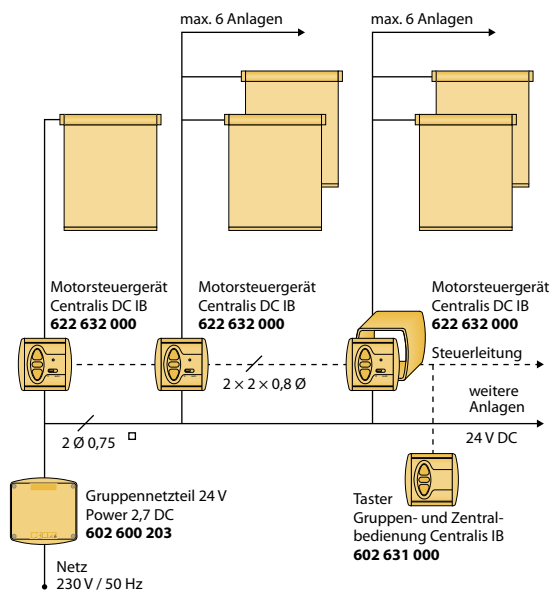 max. 6 Anlagen
max. 6 Anlagen
Motorsteuergerät
Centralis DC IB
622 632 000
Motorsteuergerät
Centralis DC IB
622 632 000
Motorsteuergerät
Centralis DC IB
622 632 000
Steuerleitung
2 × 2 × 0,8 Ø
weitere
Anlagen
2 Ø 0,75
24 V DC
Gruppennetzteil 24 V
Power 2,7 DC
602 600 203
Taster
Gruppen- und Zentral-
bedienung Centralis IB
602 631 000
Netz
230 V / 50 Hz